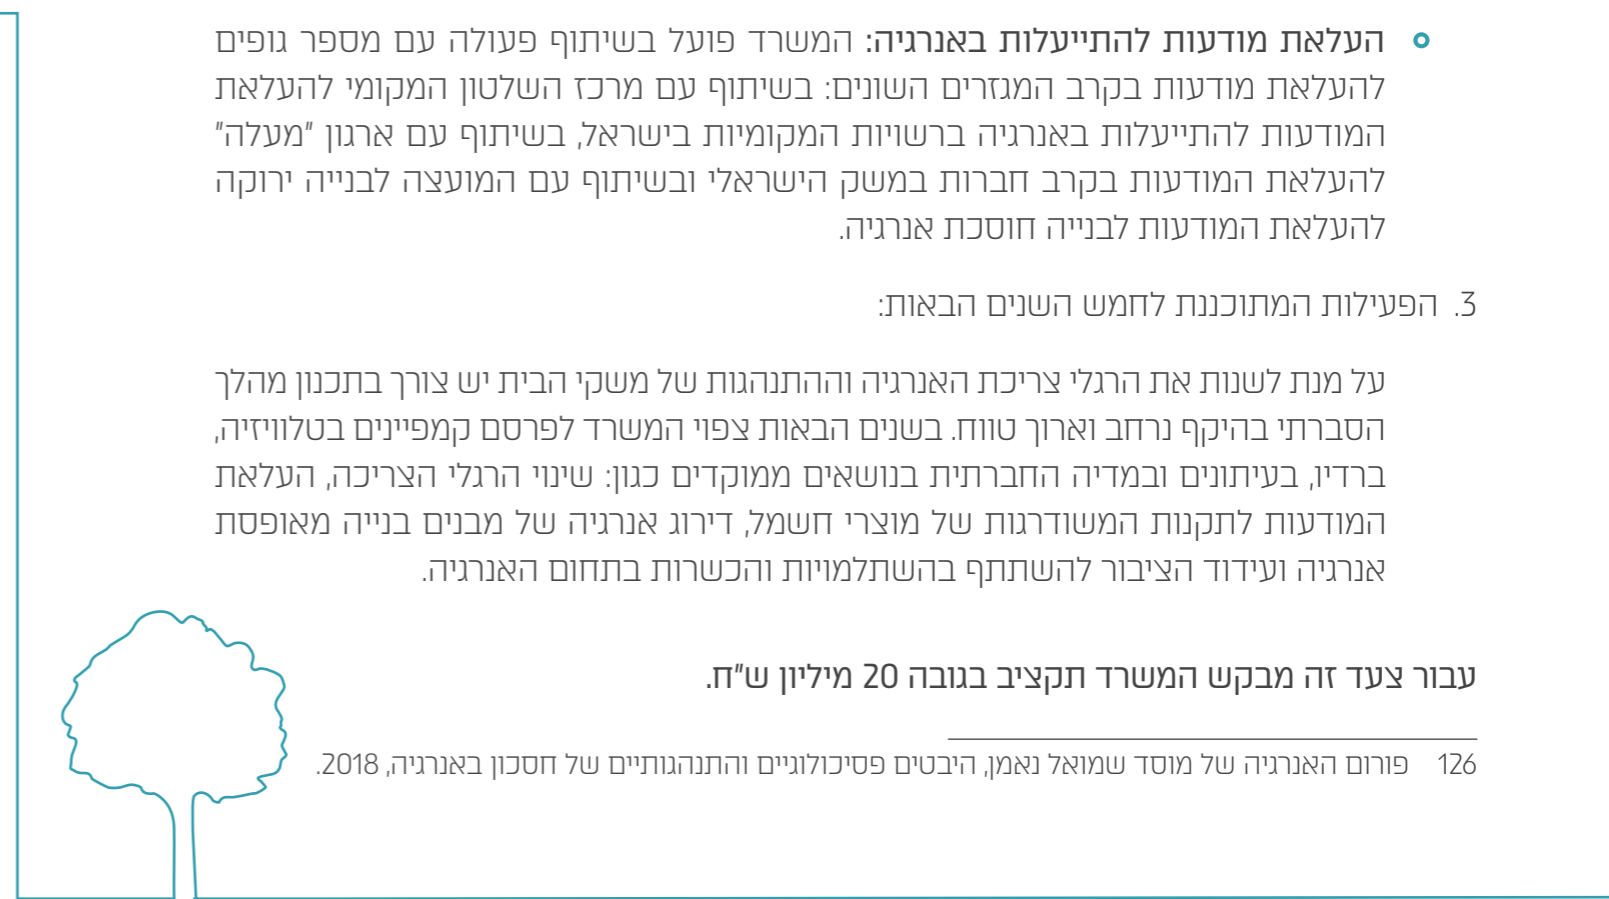 העלאת מודעות להתייעלות באנרגיה: המשרד פועל בשיתוף פעולה עם מספר גופים
להעלאת מודעות בקרב המגזרים השונים: בשיתוף עם מרכז השלטון המקומי להעלאת
המודעות להתייעלות באנרגיה ברשויות המקומיות בישראל, בשיתוף עם ארגון "מעלה"
להעלאת המודעות בקרב חברות במשק הישראלי ובשיתוף עם המועצה לבנייה ירוקה
להעלאת המודעות לבנייה חוסכת אנרגיה.
3. הפעילות המתוכננת לחמש השנים הבאות:
על מנת לשנות את הרגלי צריכת האנרגיה וההתנהגות של משקי הבית יש צורך בתכנון מהלך
הסברתי בהיקף נרחב וארוך טווח. בשנים הבאות צפוי המשרד לפרסם קמפיינים בטלוויזיה,
ברדיו, בעיתונים ובמדיה החברתית בנושאים ממוקדים כגון: שינוי הרגלי הצריכה, העלאת
המודעות לתקנות המשודרגות של מוצרי חשמל, דירוג אנרגיה של מבנים בנייה מאופסת
אנרגיה ועידוד הציבור להשתתף בהשתלמויות והכשרות בתחום האנרגיה.
עבור צעד זה מבקש המשרד תקציב בגובה 20 מיליון ש"ח.
126 פורום האנרגיה של מוסד שמואל נאמן, היבטים פסיכולוגיים והתנהגותיים של חסכון באנרגיה, 2018.